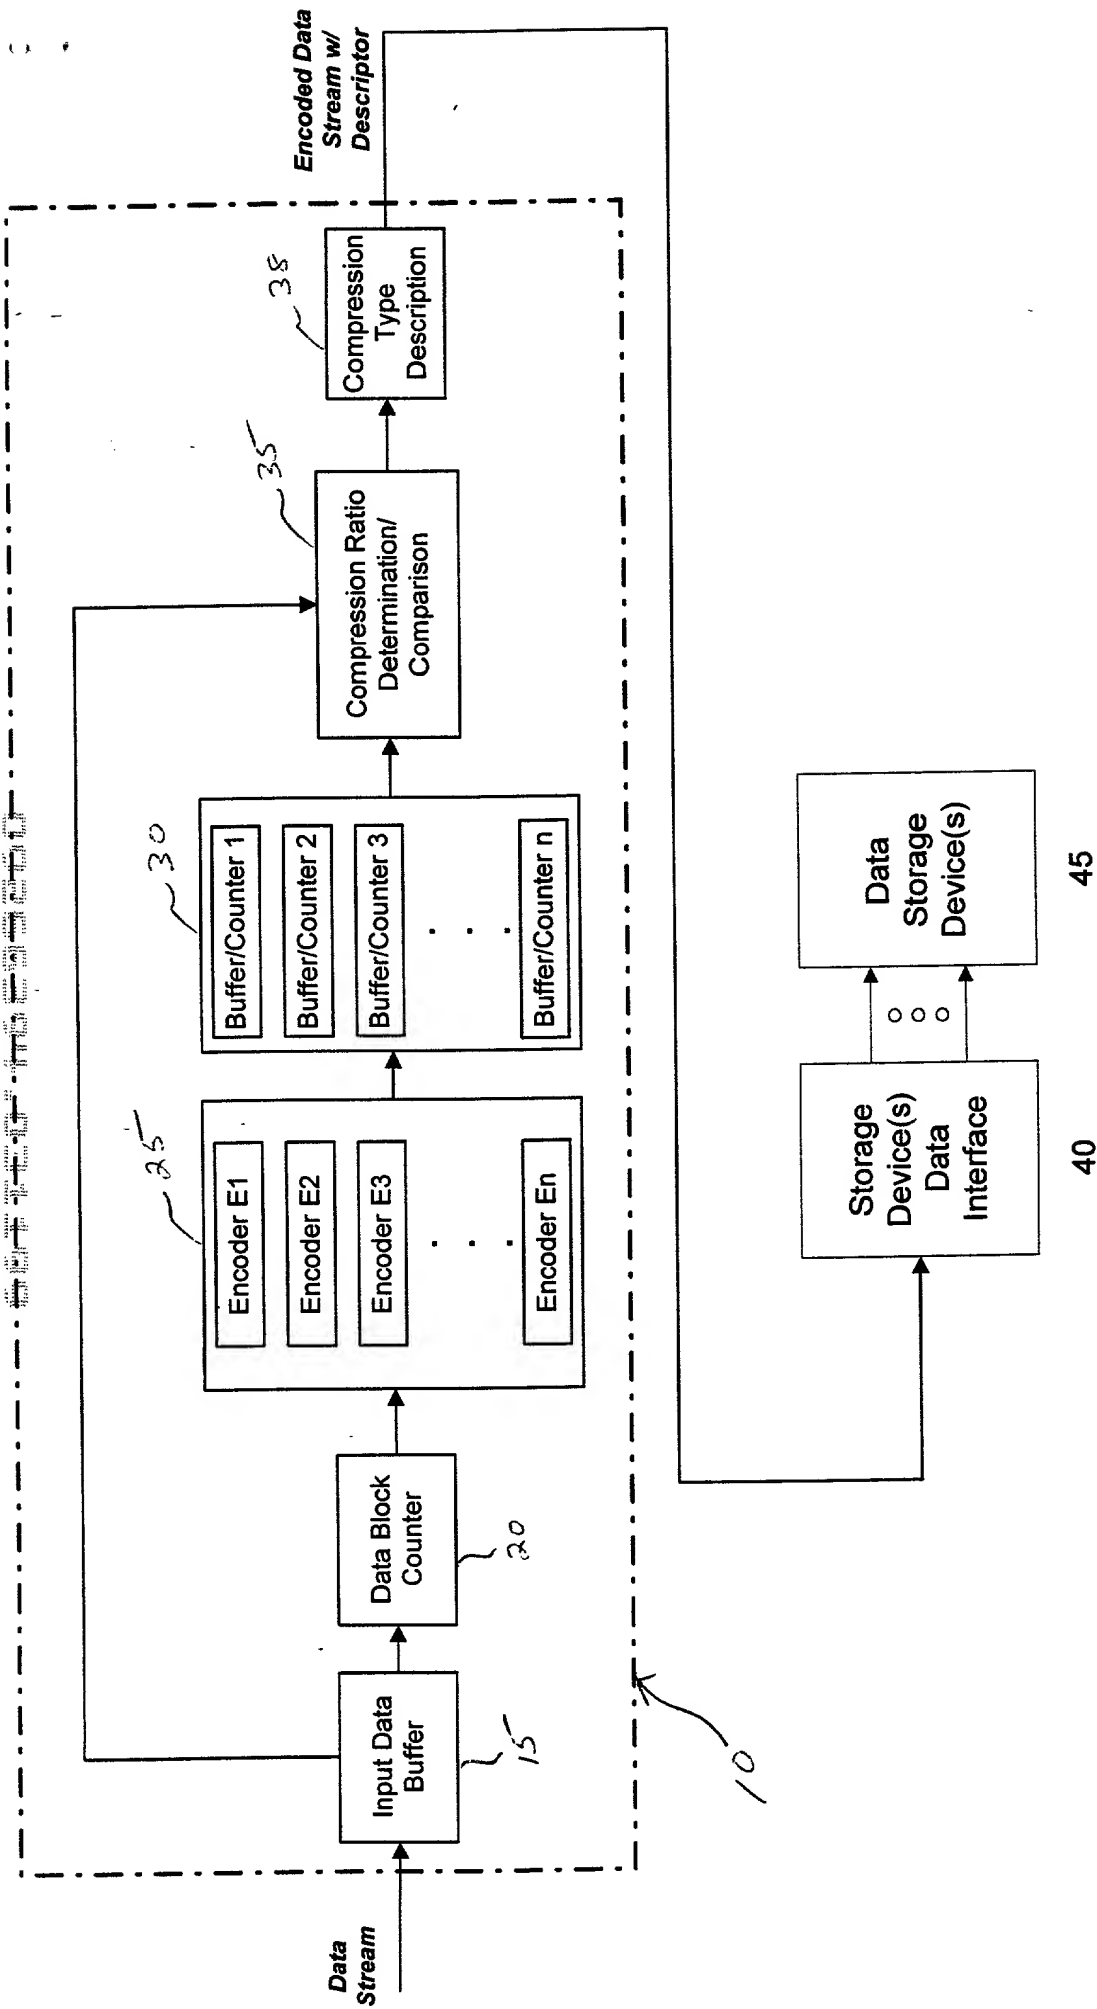 Data
Stream
Input Data
Buffer
15
Data Block
Counter
20
25
Encoder E1
Encoder E2
Encoder E3
Encoder En
30
Buffer/Counter 1
Buffer/Counter 2
Buffer/Counter 3
Buffer/Counter n
35
Compression Ratio
Determination/
Comparison
38
Compression
Type
Description
Encoded Data
Stream w/
Descriptor
10
Storage
Device(s)
Data
Interface
40
Data
Storage
Device(s)
45